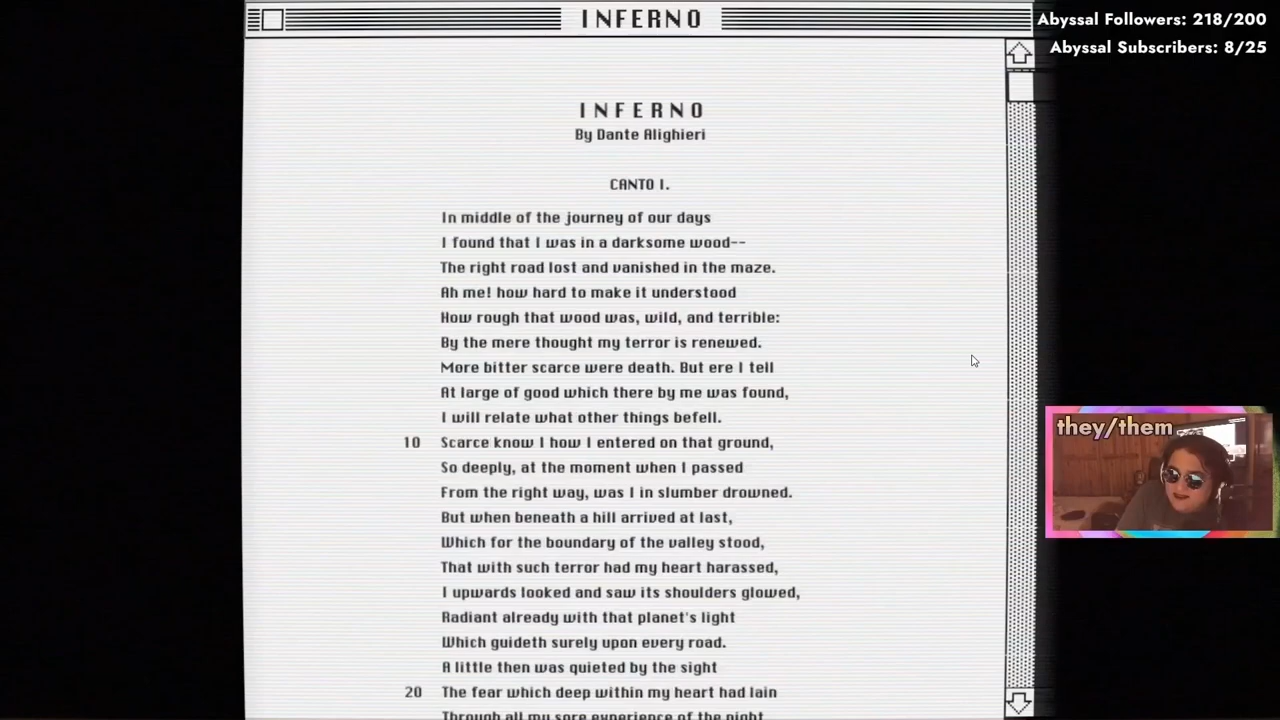 INFERNO
Abyssal Followers: 218/200
Abyssal Subscribers: 8/25
INFERNO
By Dante Alighieri
CANTO I.
In middle of the journey of our days
I found that I was in a darksome wood--
The right road lost and vanished in the maze.
Ah me! how hard to make it understood
How rough that wood was, wild, and terrible:
By the mere thought my terror is renewed.
More bitter scarce were death. But ere I tell
At large of good which there by me was found,
I will relate what other things befell.
10 Scarce know I how I entered on that ground,
So deeply, at the moment when I passed
From the right way, was I in slumber drowned.
But when beneath a hill arrived at last,
Which for the boundary of the valley stood,
That with such terror had my heart harassed,
I upwards looked and saw its shoulders glowed,
Radiant already with that planet's light
Which guideth surely upon every road.
A little then was quieted by the sight
20 The fear which deep within my heart had lain
Through all my sore experience of the night.
they/them